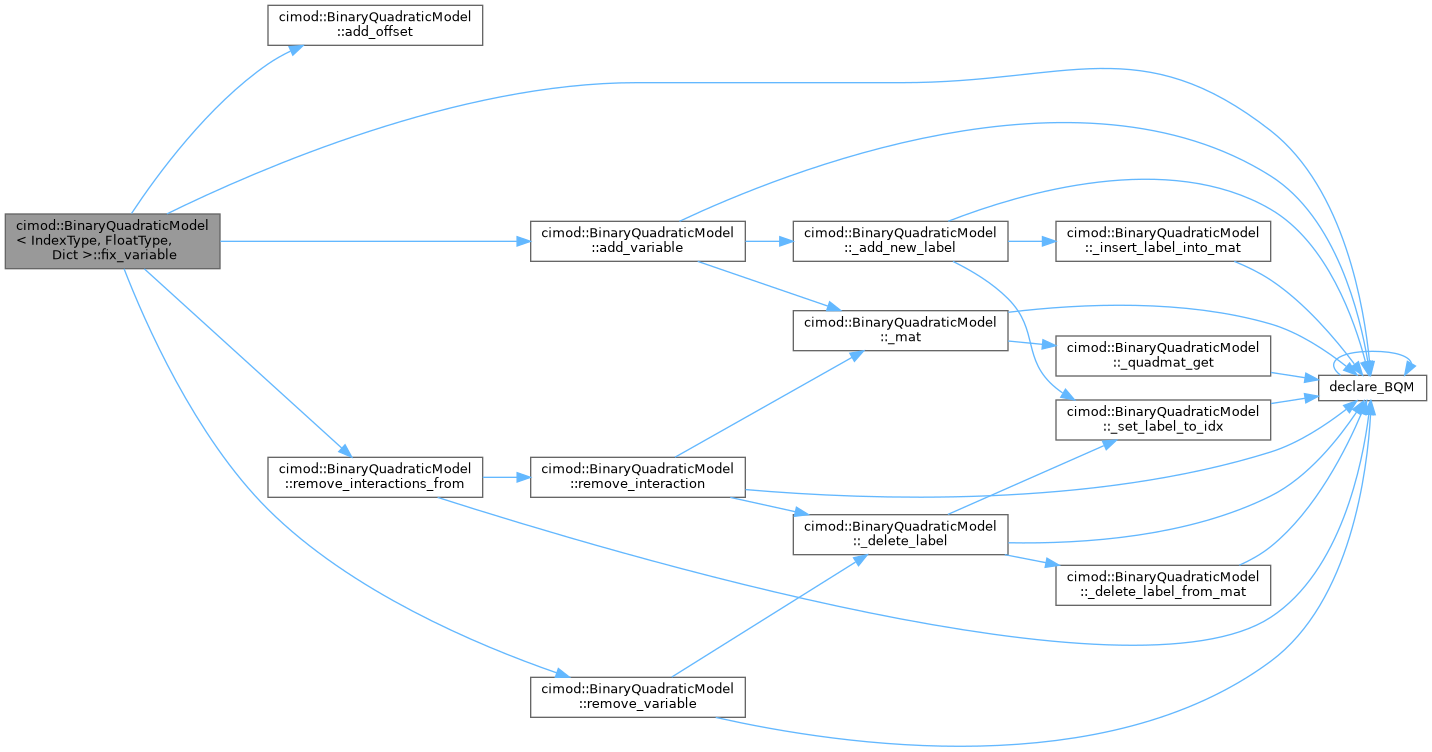 cimod::BinaryQuadraticModel
::add_offset
cimod::BinaryQuadraticModel
< IndexType, FloatType,
Dict >::fix_variable
cimod::BinaryQuadraticModel
::add_variable
cimod::BinaryQuadraticModel
::_add_new_label
cimod::BinaryQuadraticModel
::_insert_label_into_mat
cimod::BinaryQuadraticModel
::_mat
cimod::BinaryQuadraticModel
::_quadmat_get
declare_BQM
cimod::BinaryQuadraticModel
::_set_label_to_idx
cimod::BinaryQuadraticModel
::remove_interactions_from
cimod::BinaryQuadraticModel
::remove_interaction
cimod::BinaryQuadraticModel
::_delete_label
cimod::BinaryQuadraticModel
::_delete_label_from_mat
cimod::BinaryQuadraticModel
::remove_variable